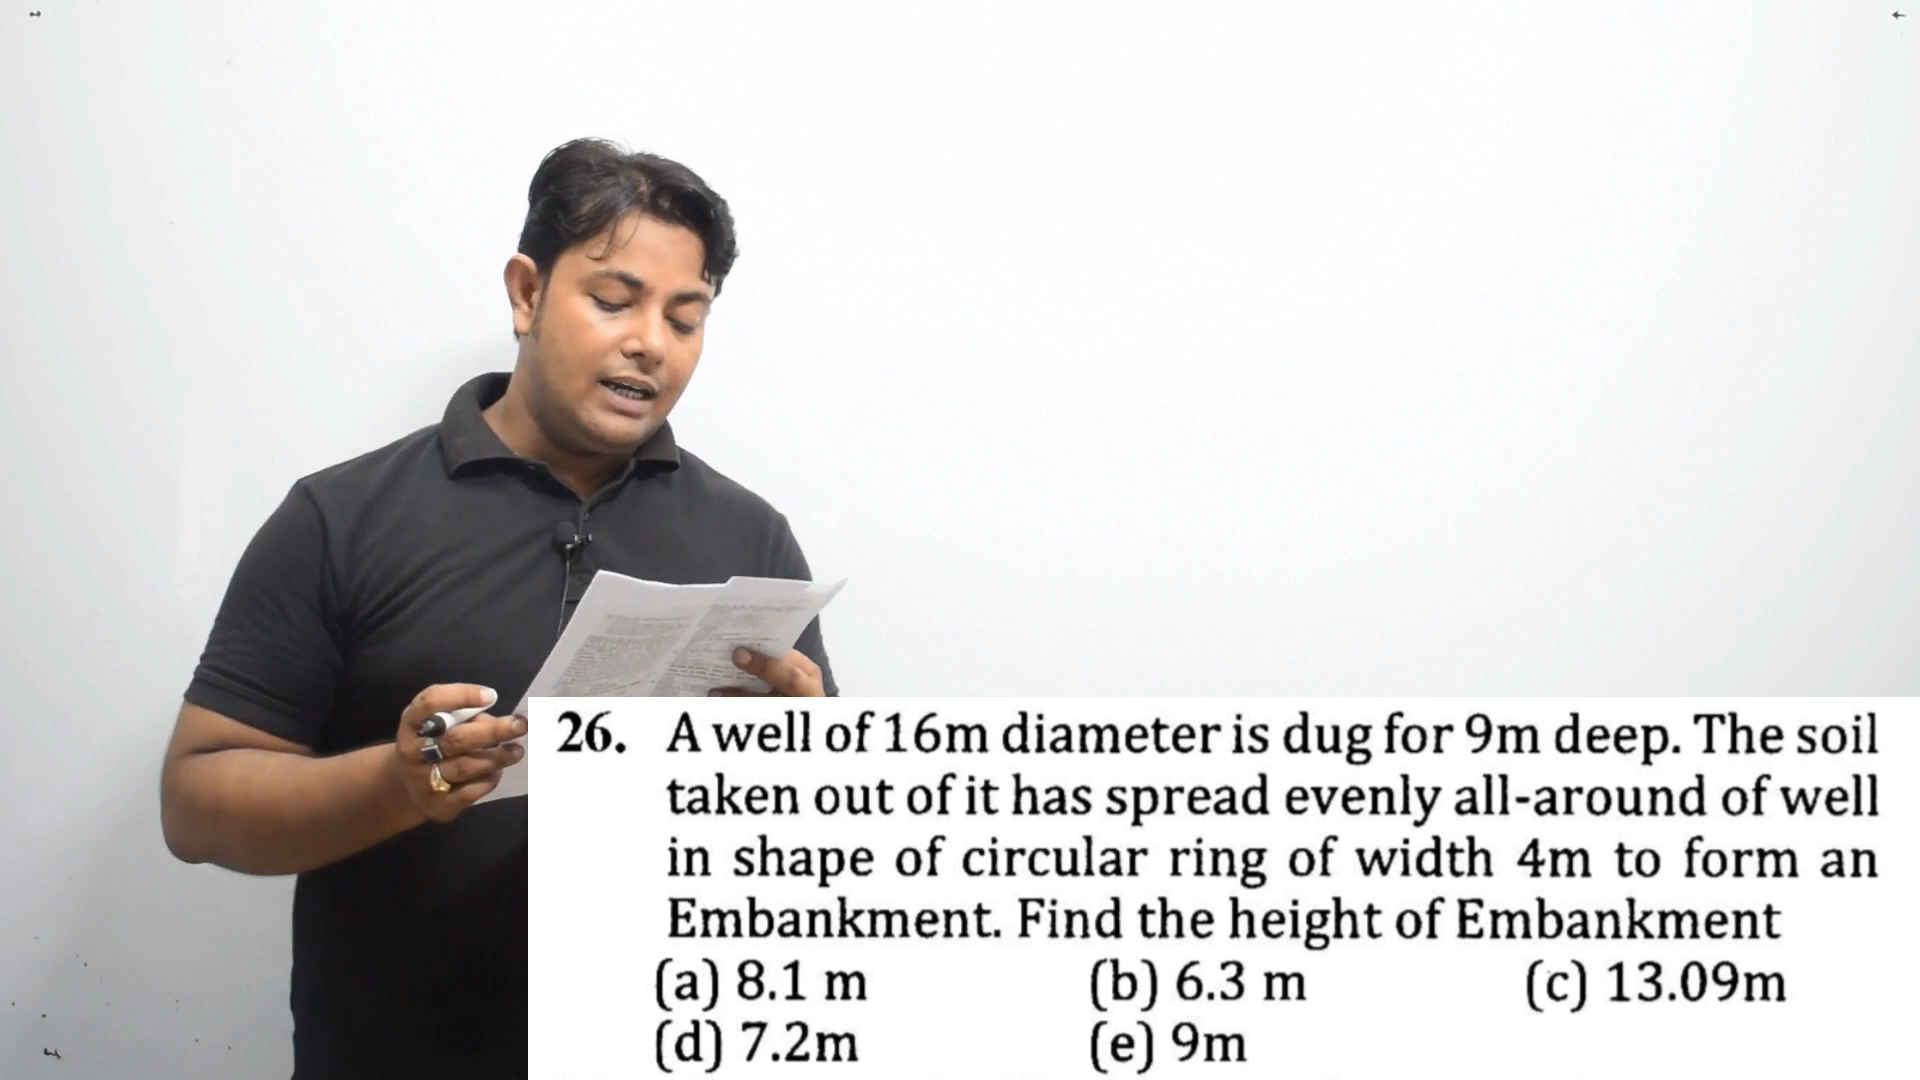 26. A well of 16m diameter is dug for 9m deep. The soil
taken out of it has spread evenly all-around of well
in shape of circular ring of width 4m to form an
Embankment. Find the height of Embankment
(a) 8.1 m (b) 6.3 m (c) 13.09m
(d) 7.2m (e) 9m